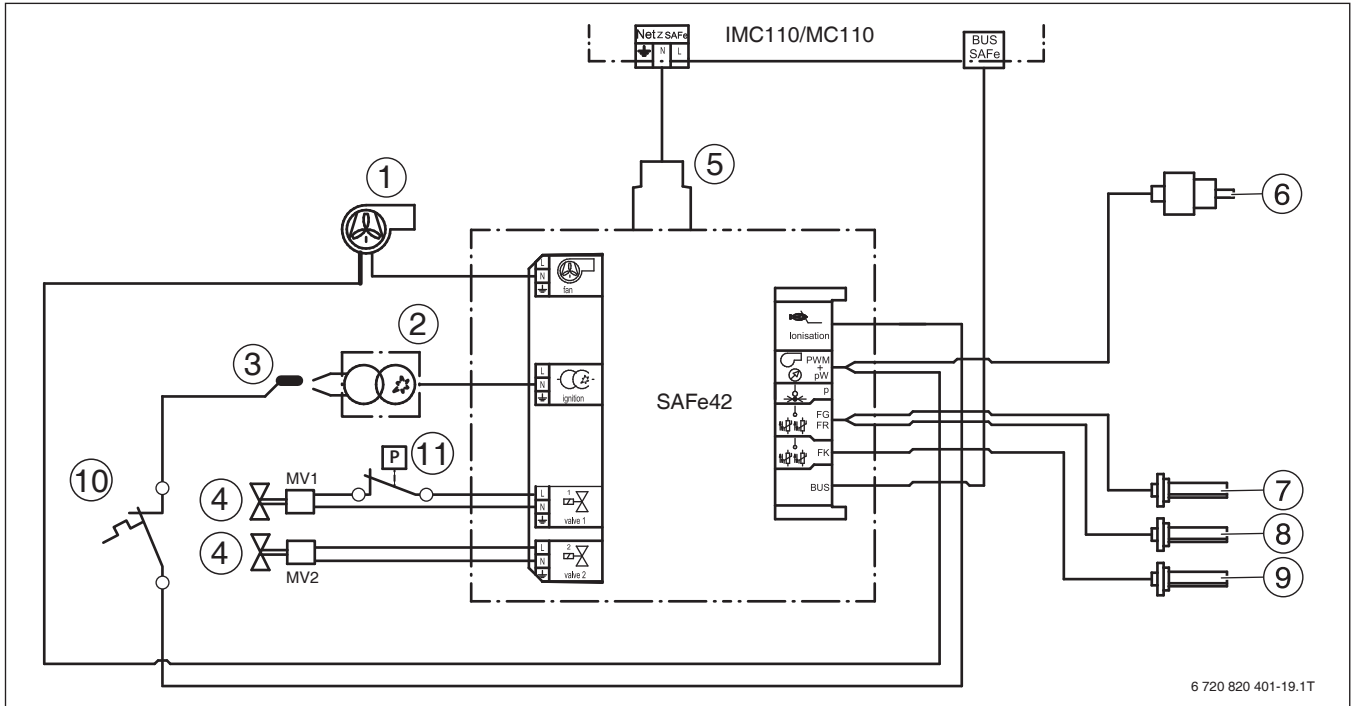 Netz SAFe
N L
IMC110/MC110
BUS
SAFe
5
1
6
L
N
fan
2
Ionisation
3
L
N
ignition
PWM
+
pW
SAFe42
p
FG
FR
11
P
FK
10
4
MV1
L
N
1
valve 1
BUS
7
8
4
MV2
L
N
2
valve 2
9
6 720 820 401-19.1T